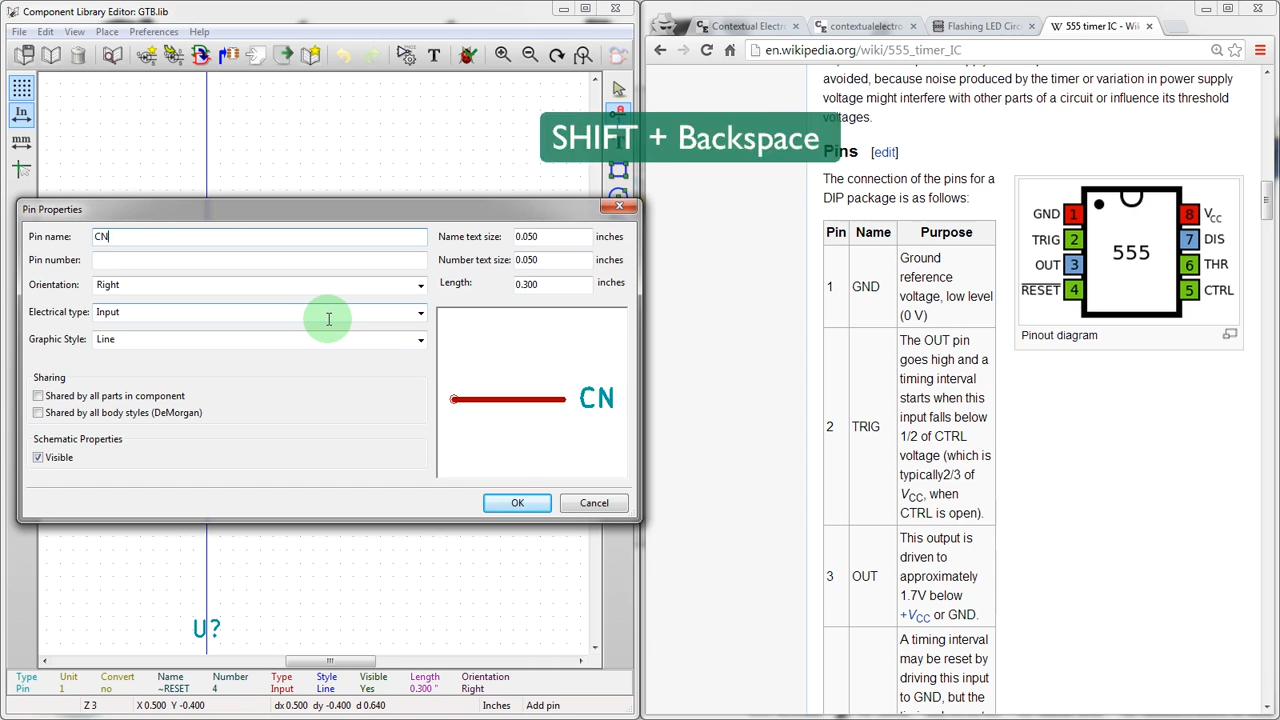 Component Library Editor: GTB.lib
File Edit View Place Preferences Help
In
mm
SHIFT + Backspace
Pin Properties
Pin name: CN
Name text size: 0.050 inches
Pin number:
Number text size: 0.050 inches
Orientation: Right
Length: 0.300 inches
Electrical type: Input
Graphic Style: Line
CN
Sharing
Shared by all parts in component
Shared by all body styles (DeMorgan)
Schematic Properties
Visible
OK Cancel
U?
Type Unit Convert Name Number Type Style Visible Length Orientation
Pin 1 no ~RESET 4 Input Line Yes 0.300 " Right
Z 3 X 0.500 Y -0.400 dx 0.500 dy -0.400 d 0.640 Inches Add pin
Contextual Electro
contextualelectro
Flashing LED Circ
555 timer IC - Wik
en.wikipedia.org/wiki/555_timer_IC
avoided, because noise produced by the timer or variation in power supply
voltage might interfere with other parts of a circuit or influence its threshold
voltages.
Pins [edit]
The connection of the pins for a
DIP package is as follows:
Pin Name Purpose
1 GND Ground
reference
voltage, low level
(0 V)
2 TRIG The OUT pin
goes high and a
timing interval
starts when this
input falls below
1/2 of CTRL
voltage (which is
typically2/3 of
VCC, when
CTRL is open).
3 OUT This output is
driven to
approximately
1.7V below
+VCC or GND.
A timing interval
may be reset by
driving this
input to GND, but
GND 1 8 VCC
TRIG 2 7 DIS
555
OUT 3 6 THR
RESET 4 5 CTRL
Pinout diagram